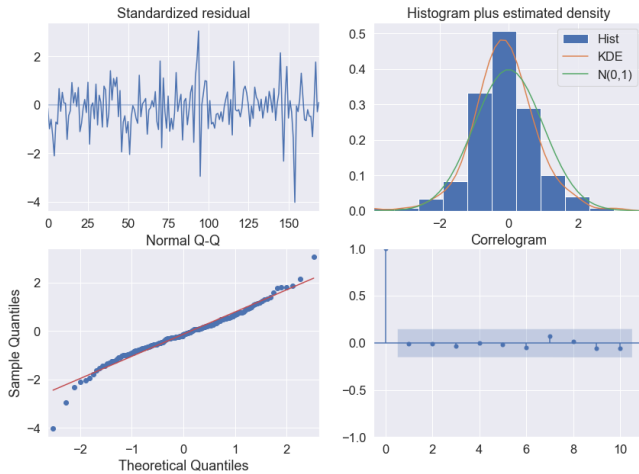 Standardized residual
2
0
−2
−4
0 25 50 75 100 125 150
Histogram plus estimated density
0.5
0.4
0.3
0.2
0.1
0.0
−2 0 2
Hist
KDE
N(0,1)
Normal Q-Q
Sample Quantiles
2
0
−2
−4
−2 −1 0 1 2
Theoretical Quantiles
Correlogram
1.0
0.5
0.0
−0.5
−1.0
0 2 4 6 8 10